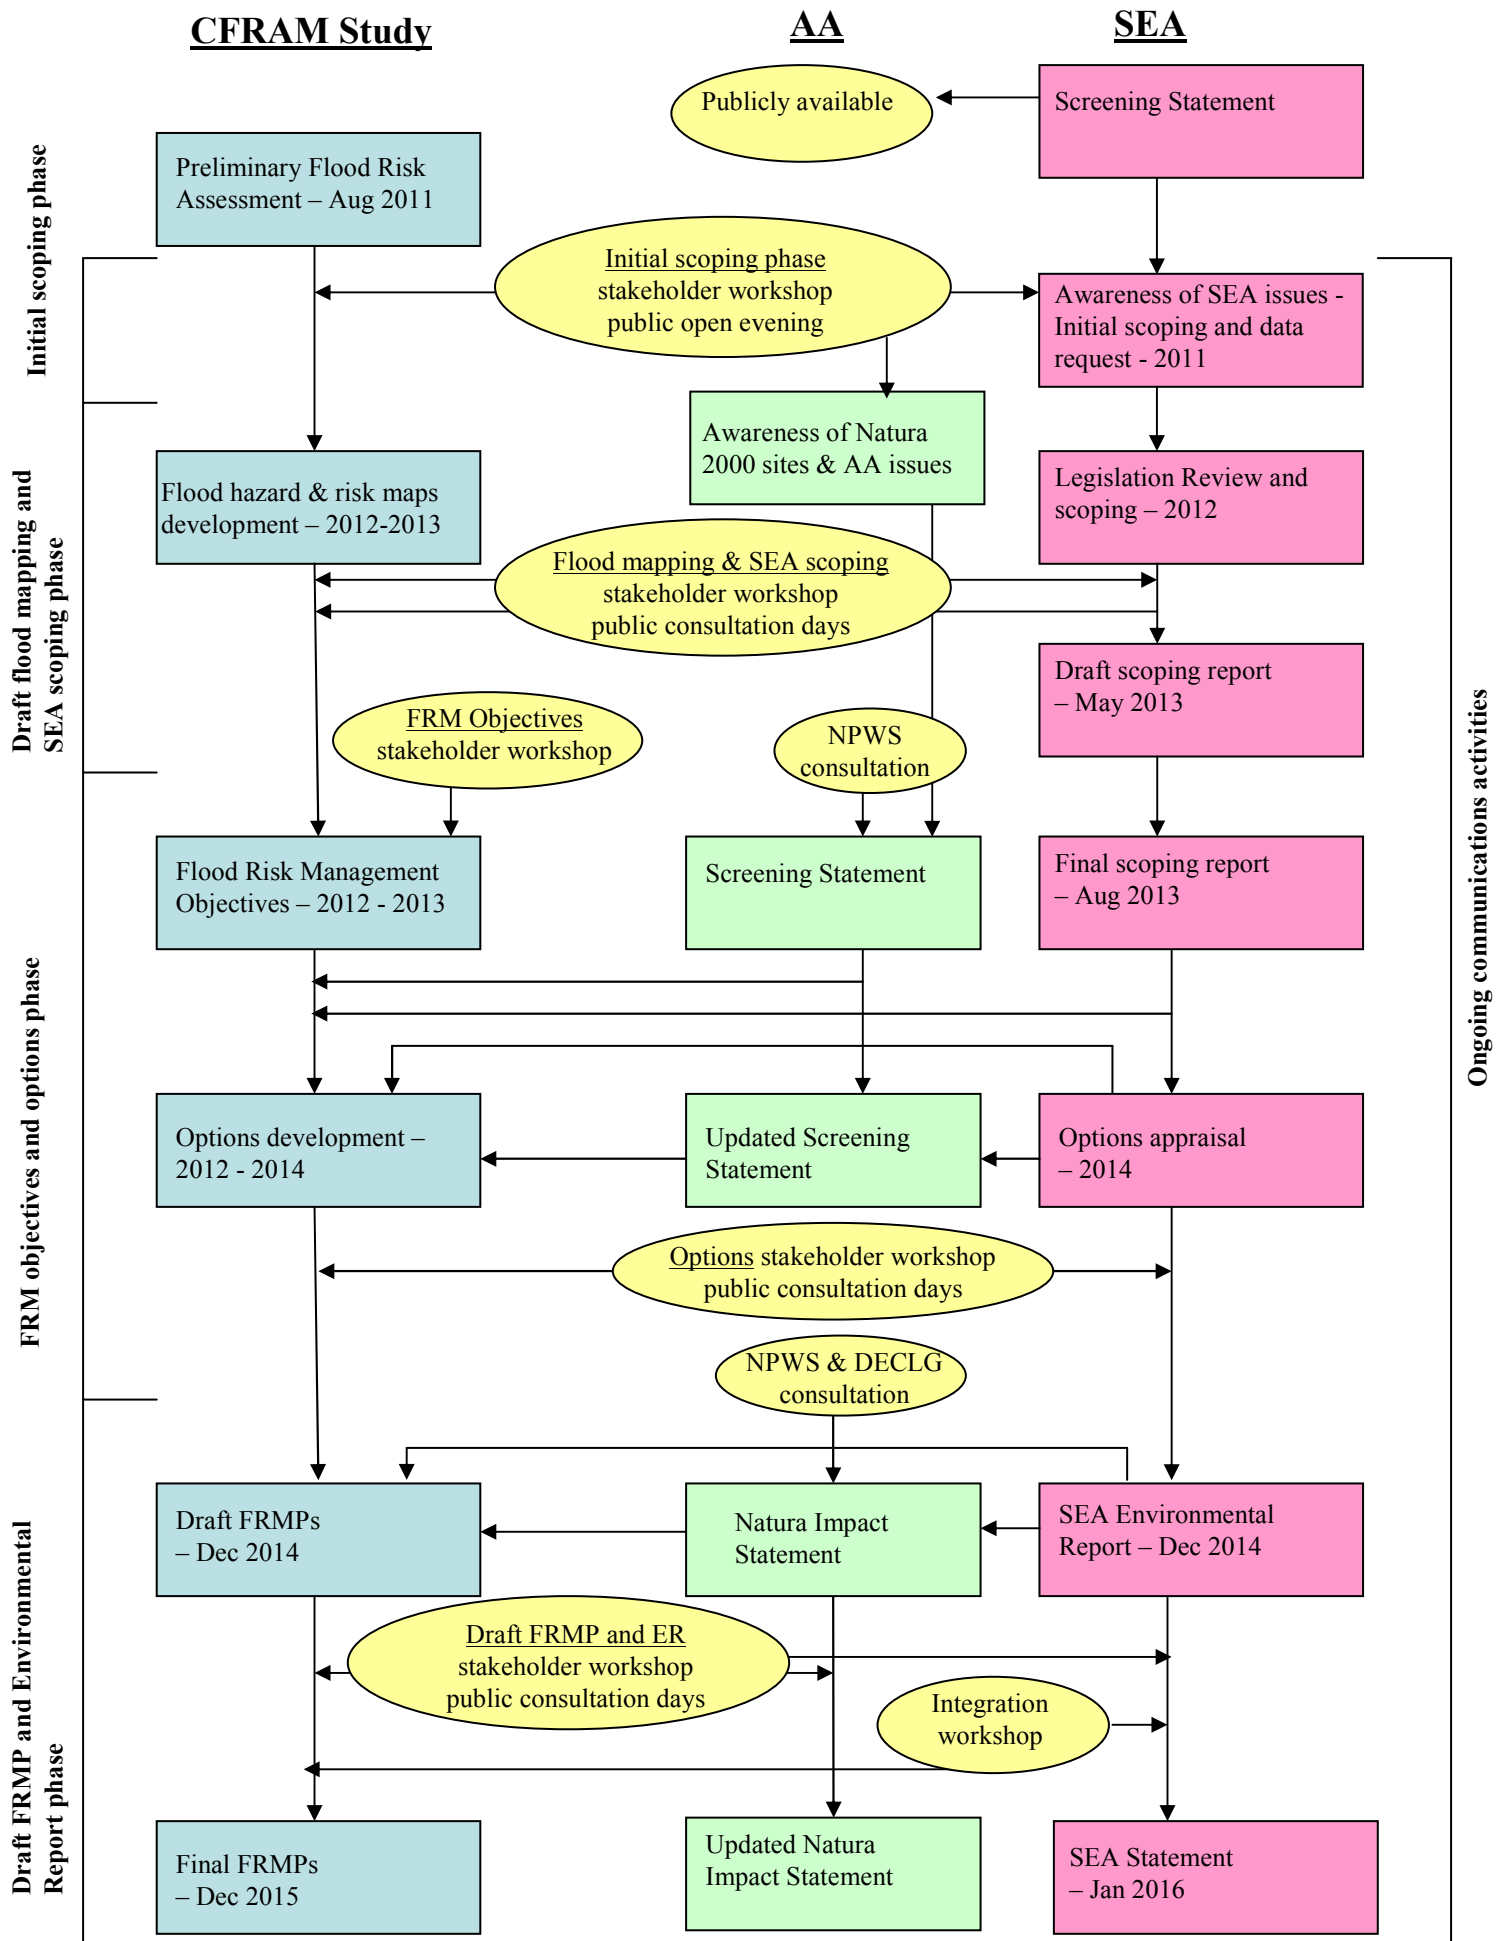 CFRAM Study
AA
SEA
Publicly available
Screening Statement
Initial scoping phase
Preliminary Flood Risk
Assessment – Aug 2011
Initial scoping phase
stakeholder workshop
public open evening
Awareness of SEA issues -
Initial scoping and data
request - 2011
Awareness of Natura
2000 sites & AA issues
Draft flood mapping and
SEA scoping phase
Flood hazard & risk maps
development – 2012-2013
Legislation Review and
scoping – 2012
Flood mapping & SEA scoping
stakeholder workshop
public consultation days
Draft scoping report
– May 2013
FRM Objectives
stakeholder workshop
NPWS
consultation
Ongoing communications activities
FRM objectives and options phase
Flood Risk Management
Objectives – 2012 - 2013
Screening Statement
Final scoping report
– Aug 2013
Options development –
2012 - 2014
Updated Screening
Statement
Options appraisal
– 2014
Options stakeholder workshop
public consultation days
NPWS & DECLG
consultation
Draft FRMP and Environmental
Report phase
Draft FRMPs
– Dec 2014
Natura Impact
Statement
SEA Environmental
Report – Dec 2014
Draft FRMP and ER
stakeholder workshop
public consultation days
Integration
workshop
Final FRMPs
– Dec 2015
Updated Natura
Impact Statement
SEA Statement
– Jan 2016